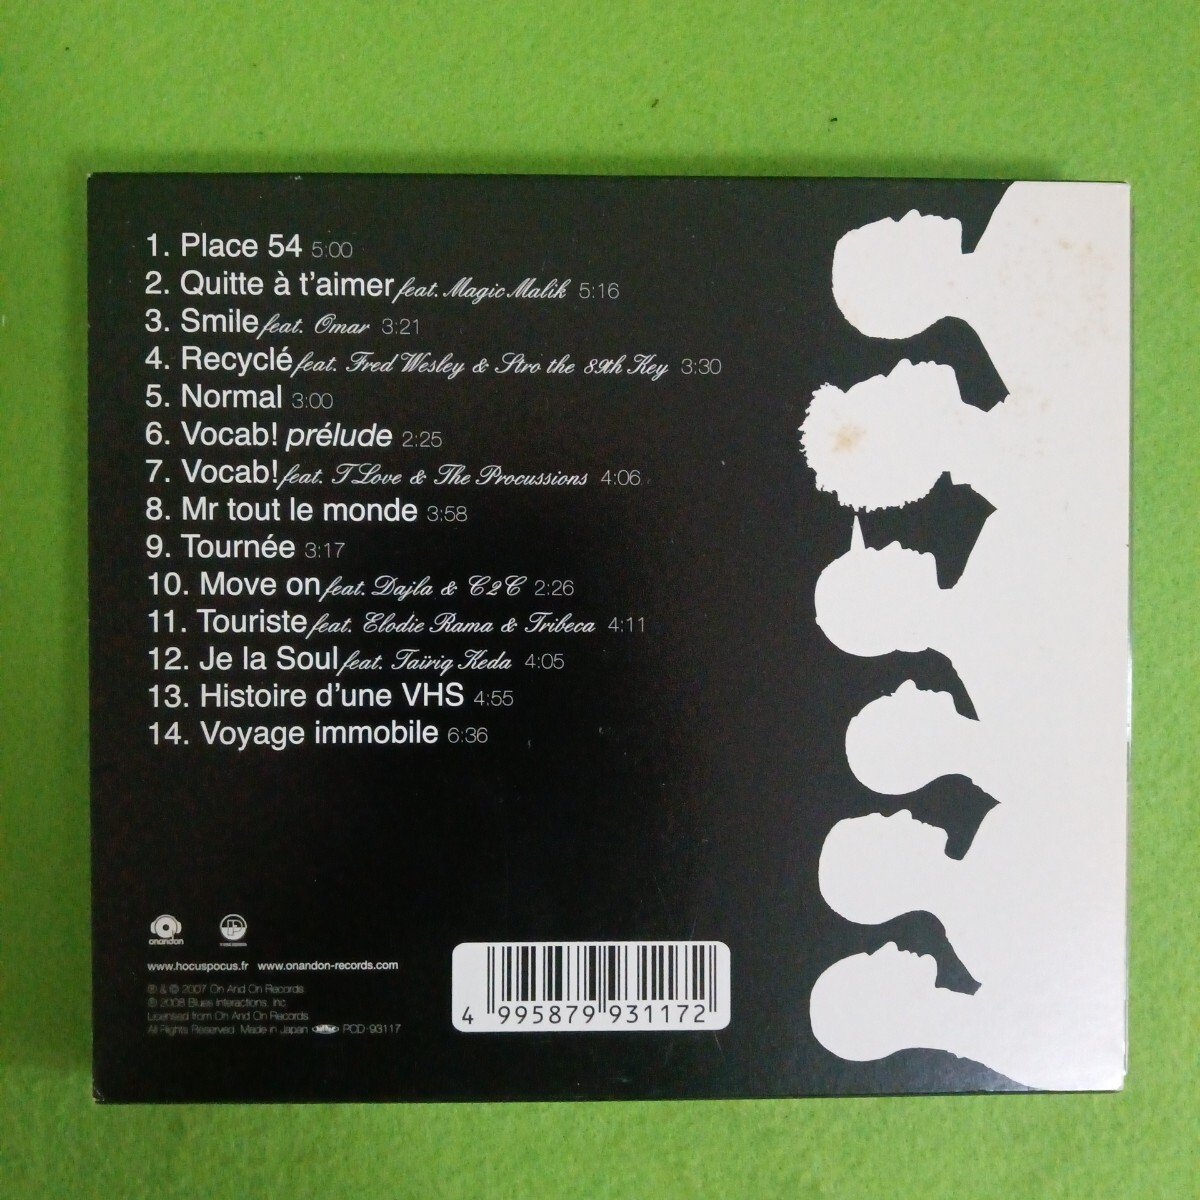 1. Place 54 5:00
2. Quitte à t'aimer feat. Magic Malik 5:16
3. Smile feat. Omar 3:21
4. Recyclé feat. Fred Wesley & Stro the 89th Key 3:30
5. Normal 3:00
6. Vocab! prélude 2:25
7. Vocab! feat. T Love & The Procussions 4:06
8. Mr tout le monde 3:58
9. Tournée 3:17
10. Move on feat. Dajla & C2C 2:26
11. Touriste feat. Elodie Rama & Tribeca 4:11
12. Je la Soul feat. Taïriq Keda 4:05
13. Histoire d'une VHS 4:55
14. Voyage immobile 6:36
onandon
www.hocuspocus.fr www.onandon-records.com
℗ & © 2007 On And On Records
© 2008 Blues Interactions, Inc.
Licensed from On And On Records
All Rights Reserved. Made in Japan PCD-93117
4 995879 931172